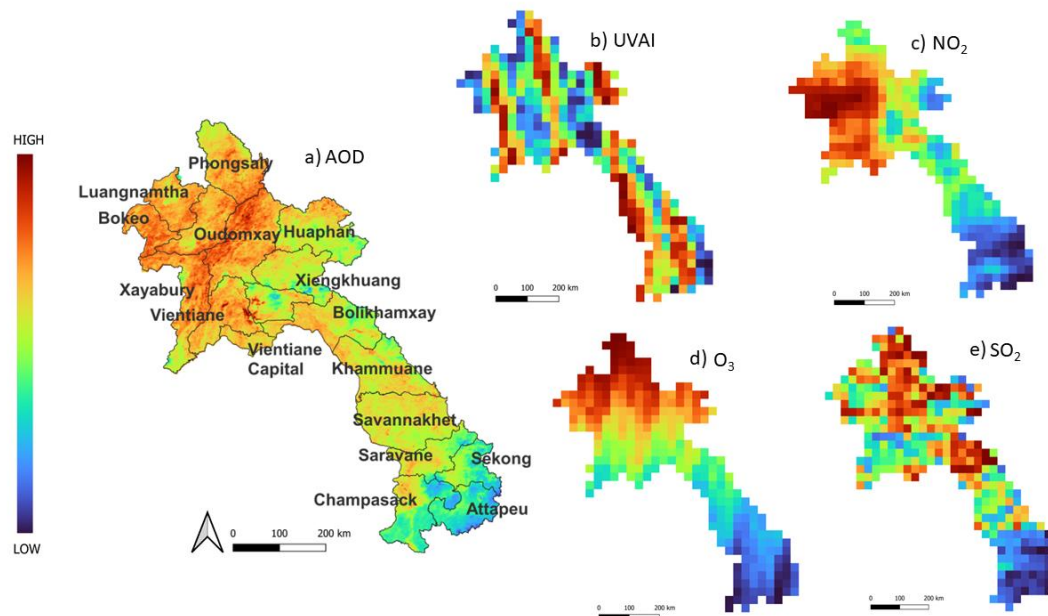 HIGH
LOW
a) AOD
Phongsaly
Luangnamtha
Bokeo
Oudomxay
Huaphan
Xiengkhuang
Xayabury
Vientiane
Bolikhamxay
Vientiane
Capital
Khammuane
Savannakhet
Saravane
Sekong
Champasack
Attapeu
0 100 200 km
b) UVAI
0 100 200 km
c) NO₂
0 100 200 km
d) O₃
0 100 200 km
e) SO₂
0 100 200 km